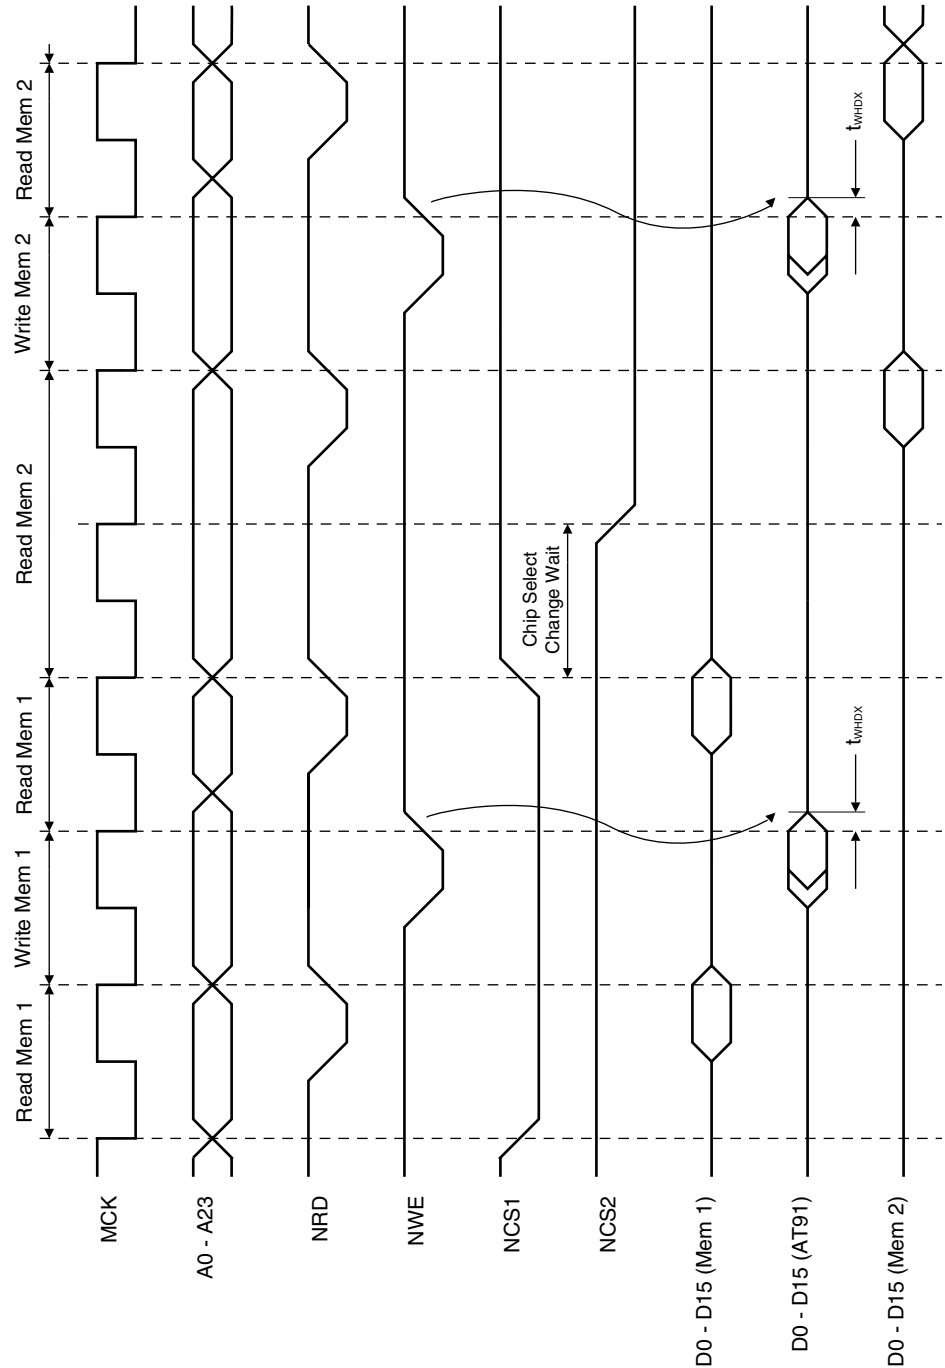 Read Mem 1
Write Mem 1
Read Mem 1
Read Mem 2
Write Mem 2
Read Mem 2
MCK
A0 - A23
NRD
NWE
NCS1
Chip Select
Change Wait
NCS2
D0 - D15 (Mem 1)
D0 - D15 (AT91)
tWHDX
tWHDX
D0 - D15 (Mem 2)